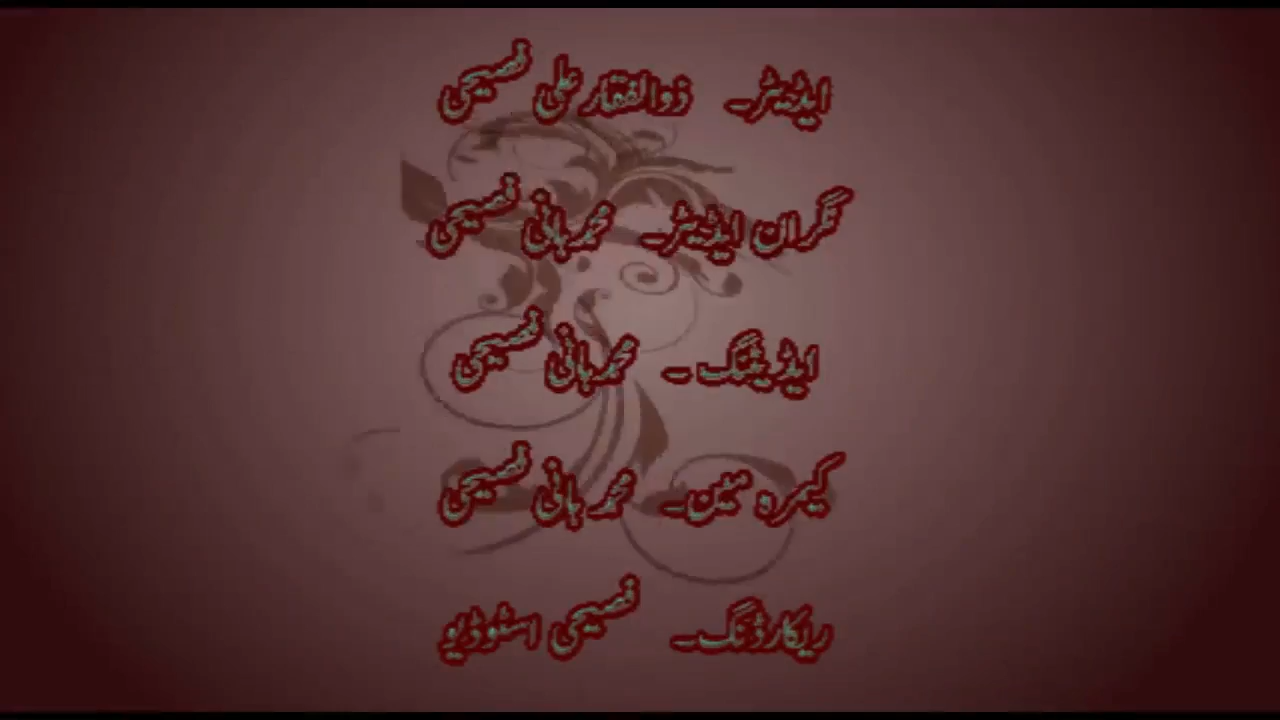 ایڈیٹر۔ ذوالفقار علی فصیحی
نگران ایڈیٹر۔ محمد ہانی فصیحی
ایڈیٹنگ ۔ محمد ہانی فصیحی
کیمرہ مین۔ محمد ہانی فصیحی
ریکارڈنگ۔ فصیحی اسٹوڈیو